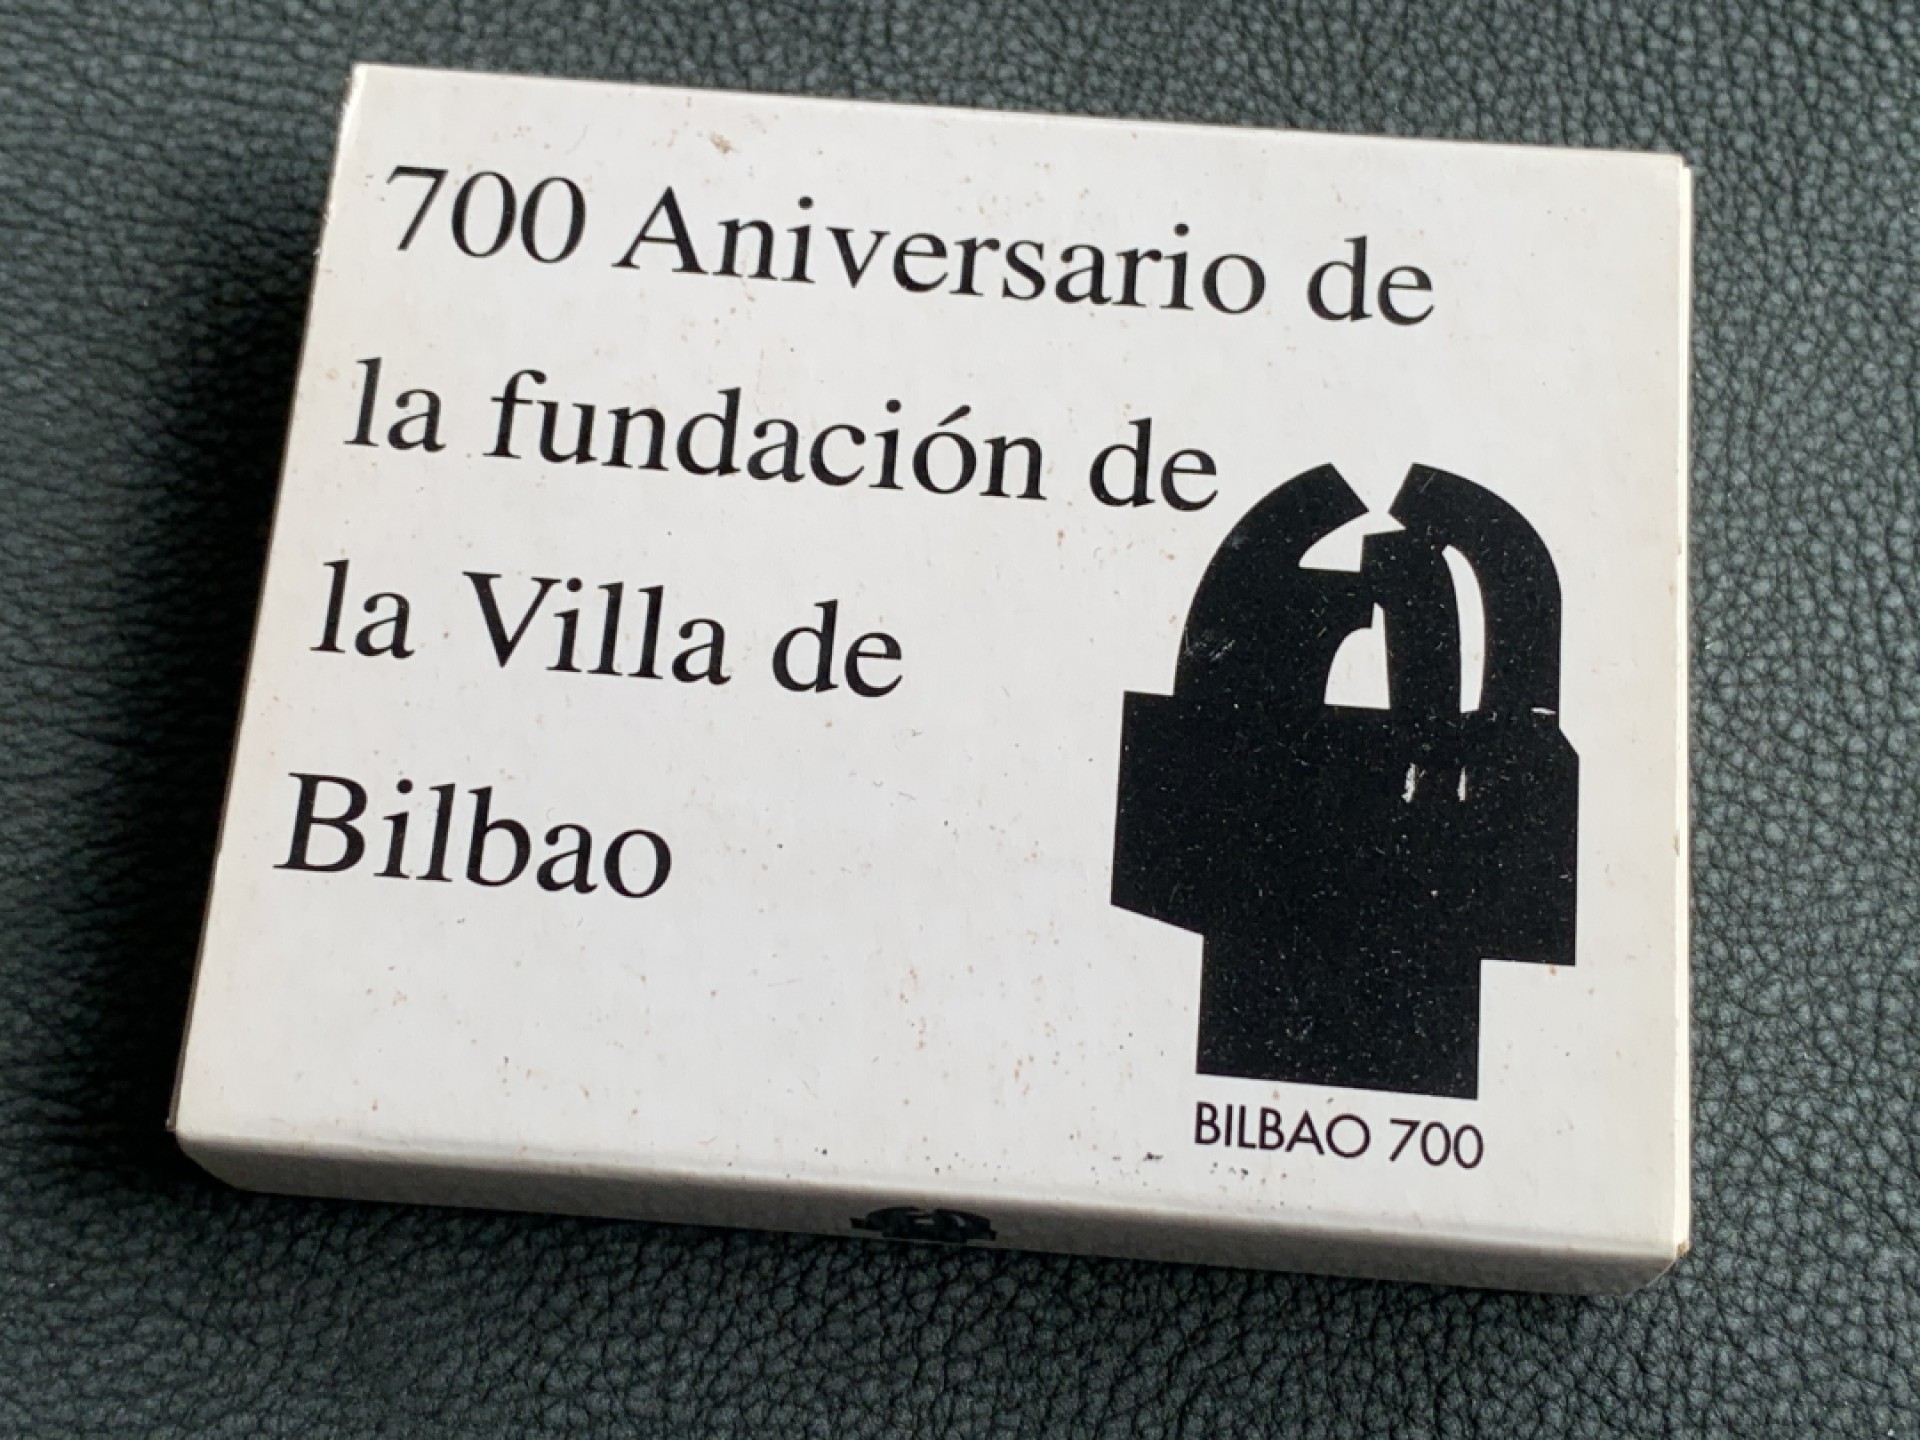 700 Aniversario de
la fundación de
la Villa de
Bilbao
BILBAO 700